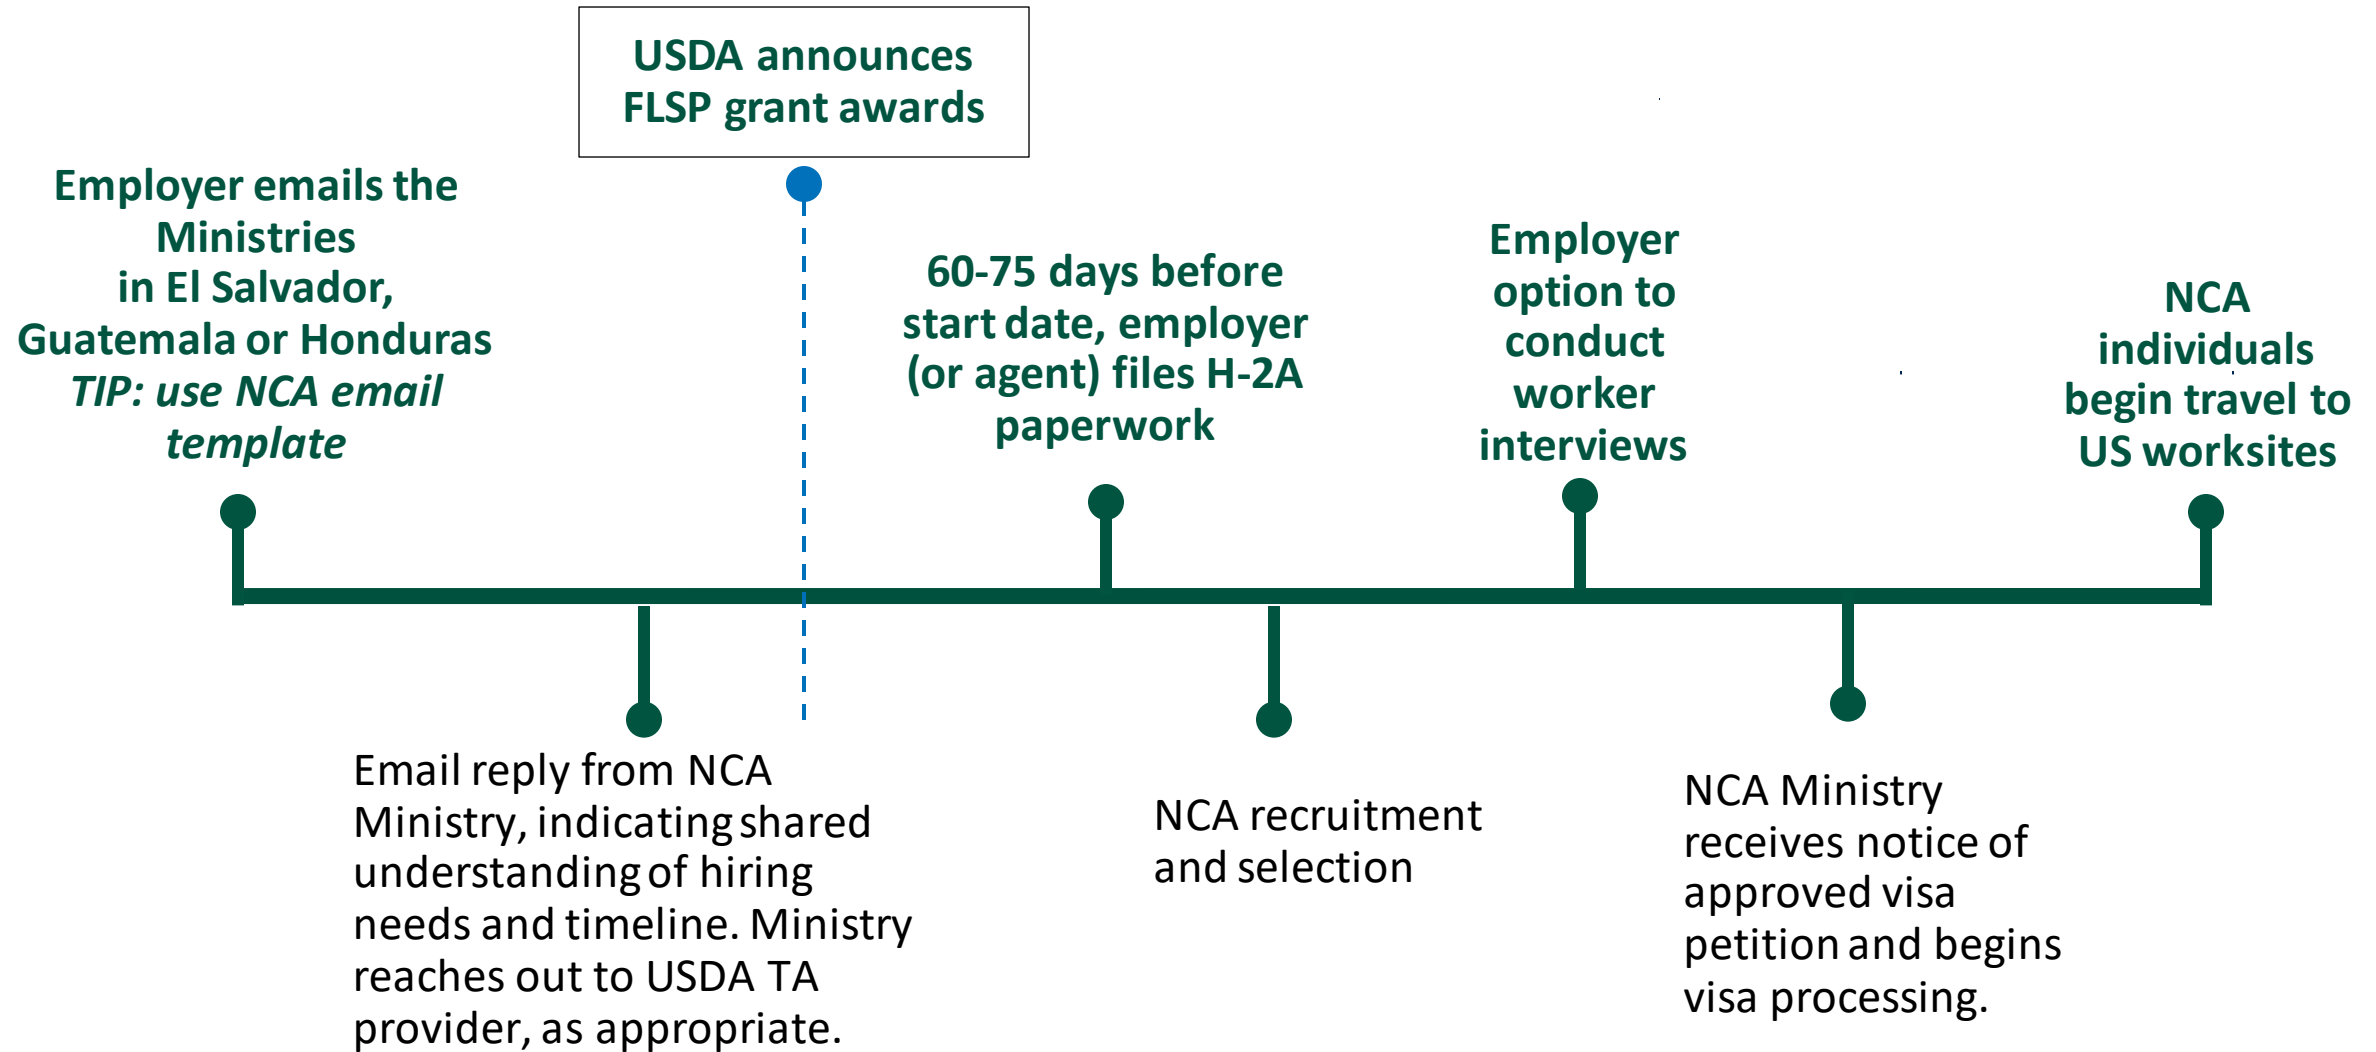 USDA announces
FLSP grant awards
Employer emails the
Ministries
in El Salvador,
Guatemala or Honduras
TIP: use NCA email
template
60-75 days before
start date, employer
(or agent) files H-2A
paperwork
Employer
option to
conduct
worker
interviews
NCA
individuals
begin travel to
US worksites
Email reply from NCA
Ministry, indicating shared
understanding of hiring
needs and timeline. Ministry
reaches out to USDA TA
provider, as appropriate.
NCA recruitment
and selection
NCA Ministry
receives notice of
approved visa
petition and begins
visa processing.